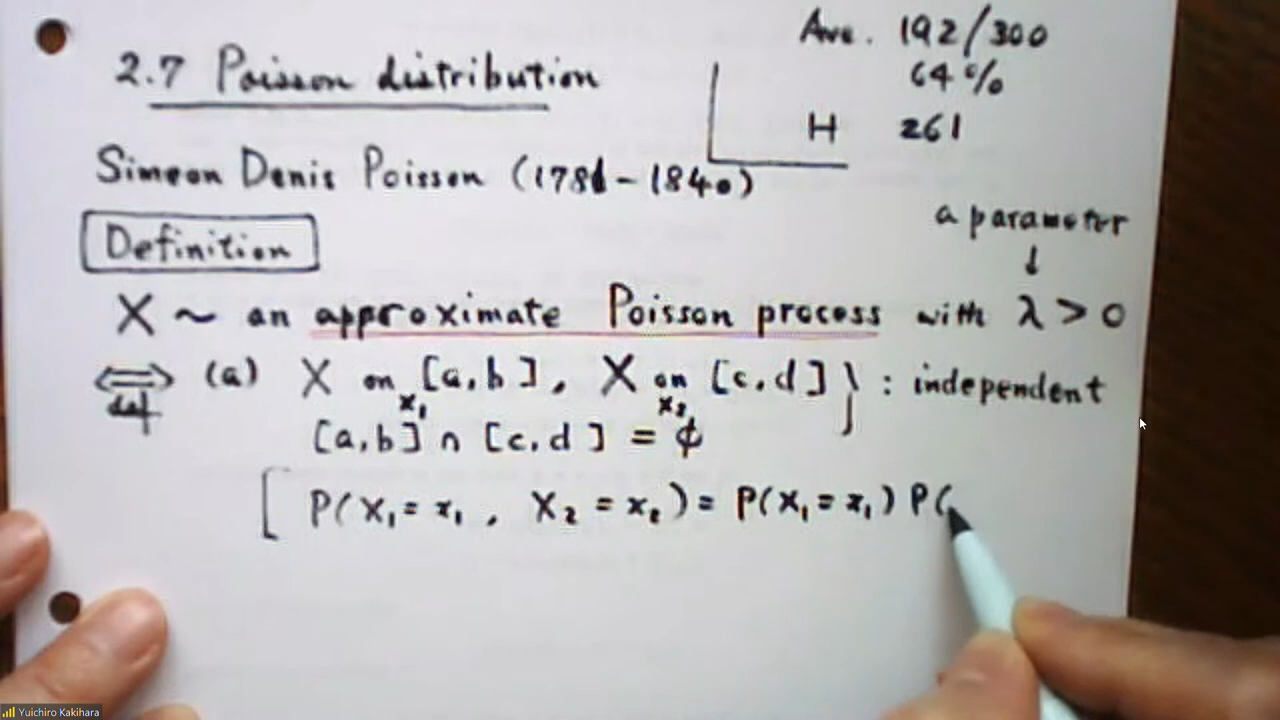 Ave. 192/300
64%
H 261
2.7 Poisson distribution
Simeon Denis Poisson (1781-1840)
a parameter
↓
Definition
X ~ an approximate Poisson process with λ > 0
⟺ def (a) X on [a,b], X on [c,d] } : independent
X₁ X₂
[a,b] ∩ [c,d] = ϕ
[ P(X₁ = x₁, X₂ = x₂) = P(X₁ = x₁) P(
Yuichiro Kakihara